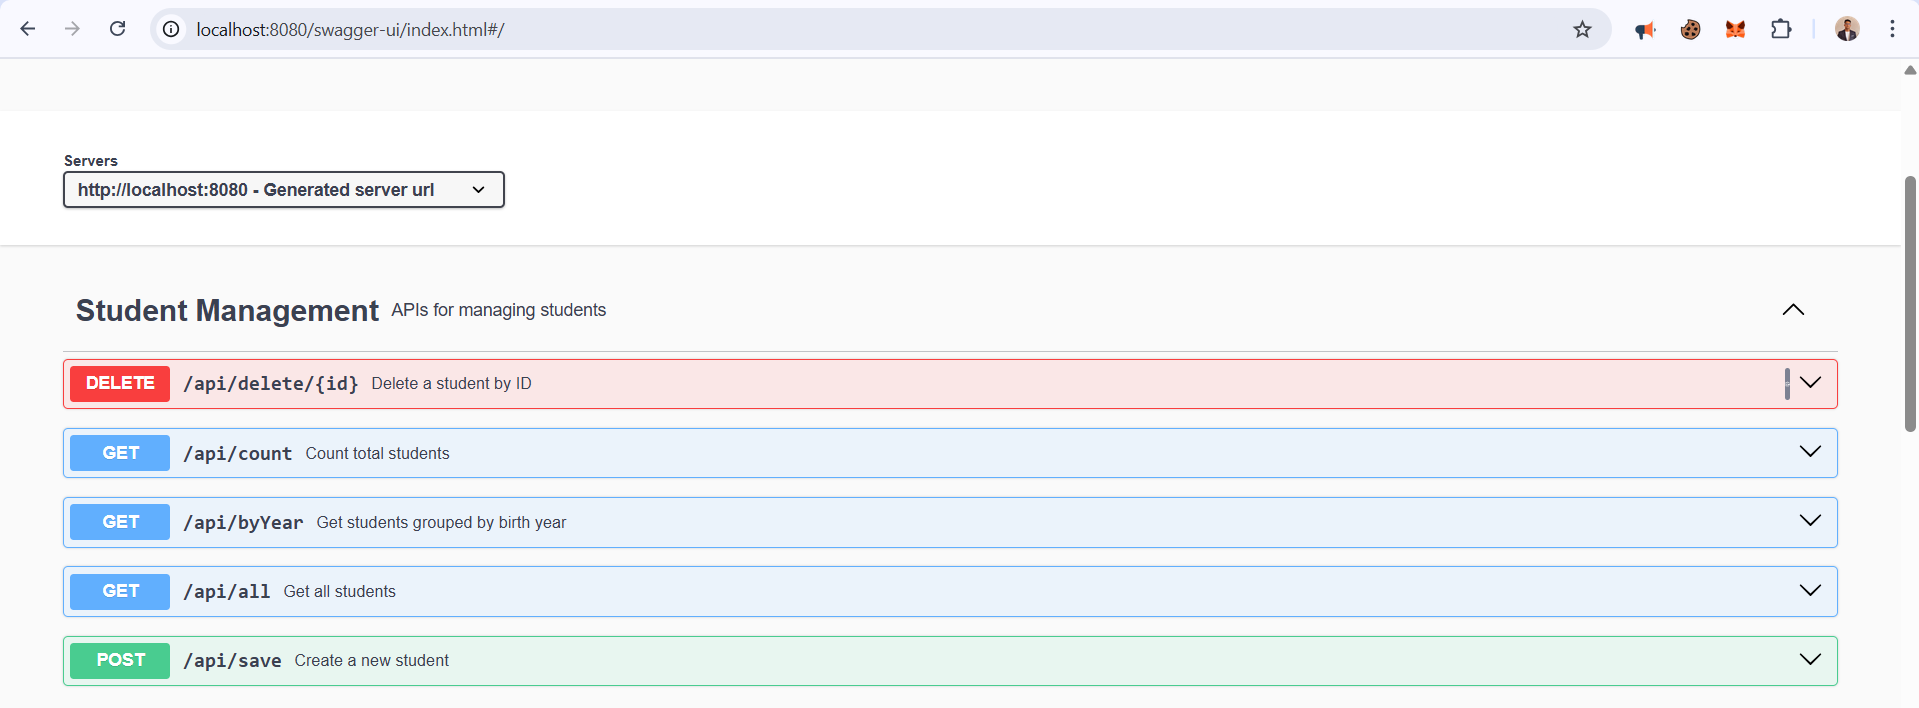 localhost:8080/swagger-ui/index.html#/
Servers
http://localhost:8080 - Generated server url
Student Management APIs for managing students
DELETE /api/delete/{id} Delete a student by ID
GET /api/count Count total students
GET /api/byYear Get students grouped by birth year
GET /api/all Get all students
POST /api/save Create a new student